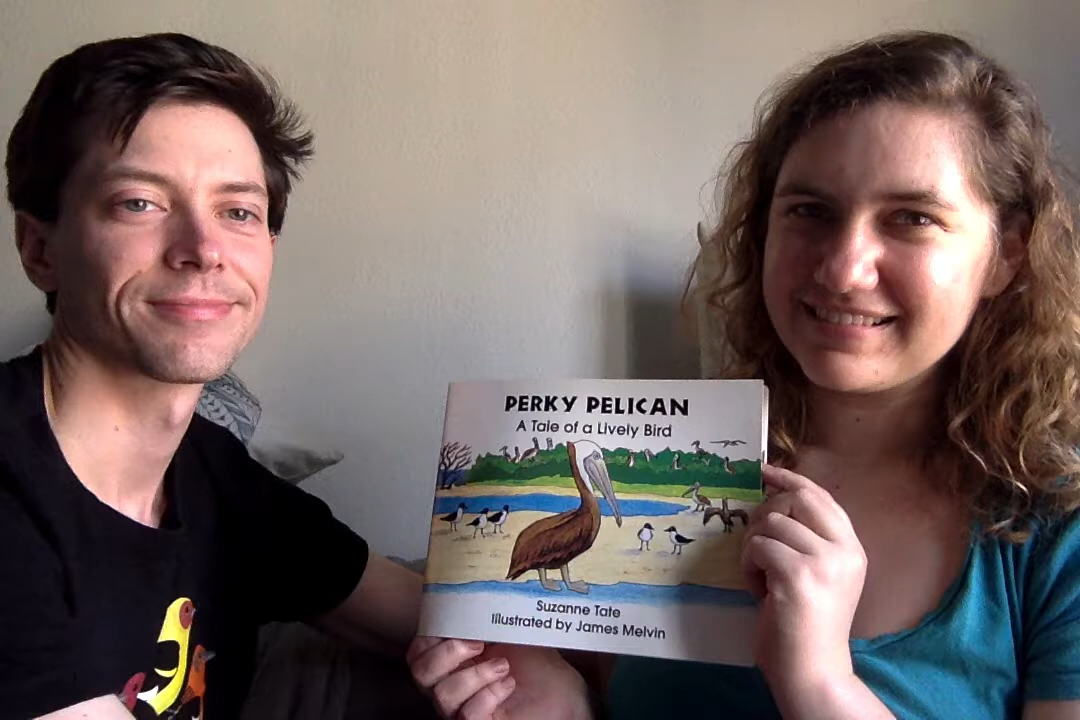 PERKY PELICAN
A Tale of a Lively Bird
Suzanne Tate
Illustrated by James Melvin